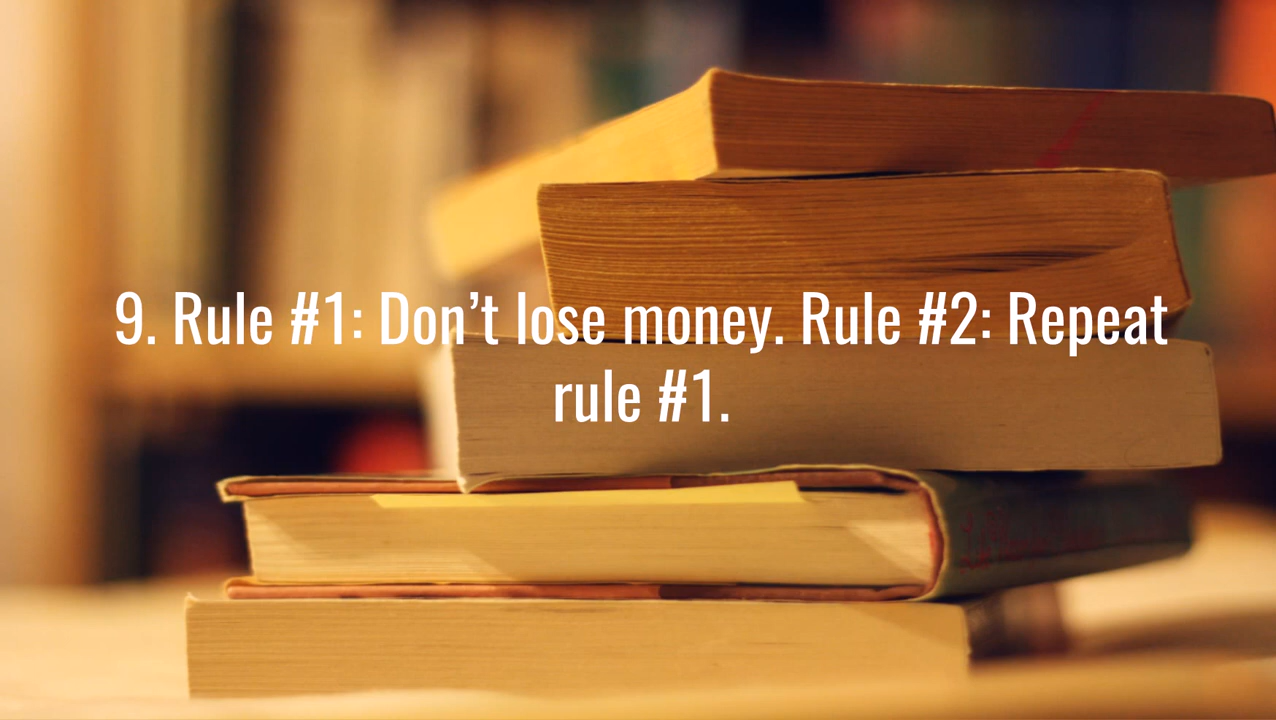 9. Rule #1: Don’t lose money. Rule #2: Repeat
rule #1.